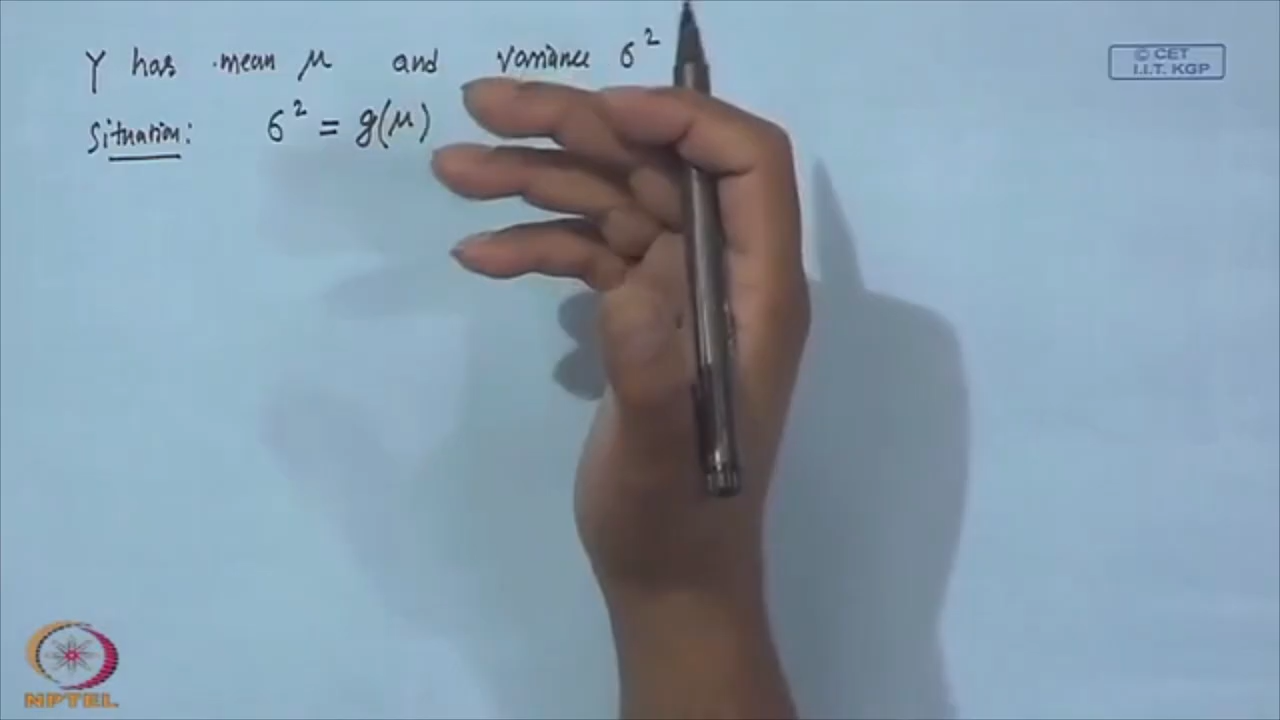 Y has mean μ and variance σ²
© CET
I.I.T. KGP
Situation: σ² = g(μ)
NPTEL